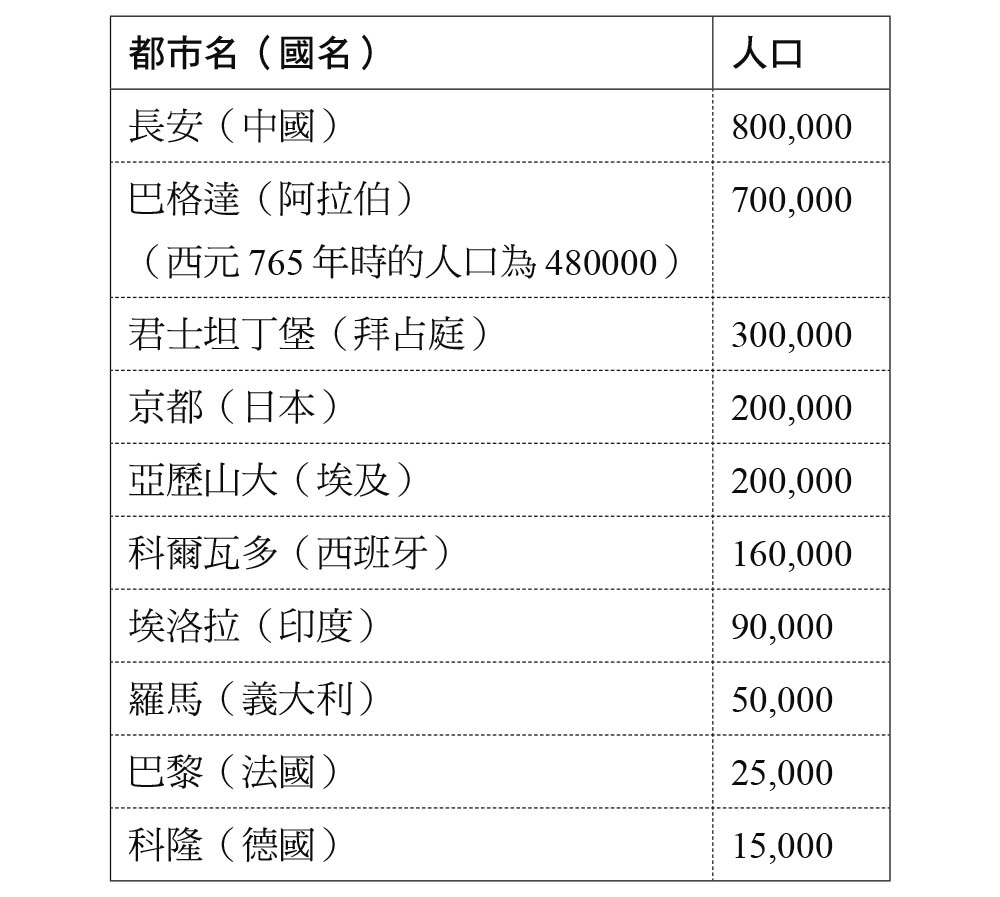 都市名（國名） 人口
長安（中國） 800,000
巴格達（阿拉伯） 700,000
（西元 765 年時的人口為 480000）
君士坦丁堡（拜占庭） 300,000
京都（日本） 200,000
亞歷山大（埃及） 200,000
科爾瓦多（西班牙） 160,000
埃洛拉（印度） 90,000
羅馬（義大利） 50,000
巴黎（法國） 25,000
科隆（德國） 15,000